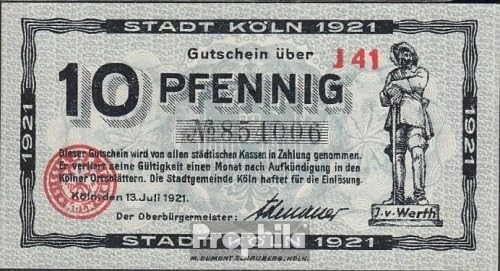 STADT KÖLN 1921
Gutschein über
J 41
10 PFENNIG
No 854006
1921
1921
Dieser Gutschein wird von allen städtischen Kassen in Zahlung genommen.
Er verliert seine Gültigkeit einen Monat nach Aufkündigung in den
Kölner Ortsblättern. Die Stadtgemeinde Köln haftet für die Einlösung.
Köln, den 13. Juli 1921.
Der Oberbürgermeister:
J. v. Werth
STADT KÖLN 1921
M. DUMONT SCHAUBERG, KÖLN
Prophila